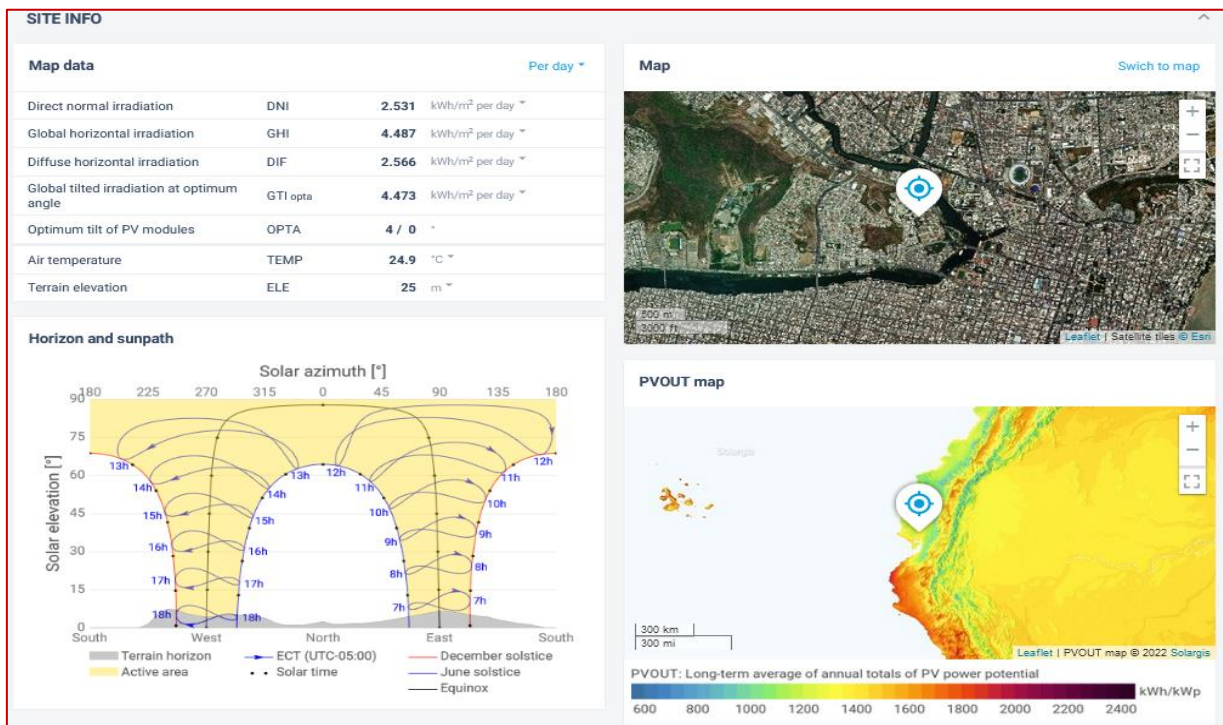 SITE INFO
Map data
Per day
Direct normal irradiation DNI 2.531 kWh/m² per day
Global horizontal irradiation GHI 4.487 kWh/m² per day
Diffuse horizontal irradiation DIF 2.566 kWh/m² per day
Global tilted irradiation at optimum
angle
GTI opta 4.473 kWh/m² per day
Optimum tilt of PV modules OPTA 4 / 0 °
Air temperature TEMP 24.9 °C
Terrain elevation ELE 25 m
Horizon and sunpath
Solar azimuth [°]
180 225 270 315 0 45 90 135 180
Solar elevation [°]
90
75
60
45
30
15
0
13h
14h
15h
16h
17h
18h
13h
14h
15h
16h
17h
18h
12h
11h
10h
9h
8h
7h
12h
11h
10h
9h
8h
7h
South West North East South
Terrain horizon
Active area
ECT (UTC-05:00)
Solar time
December solstice
June solstice
Equinox
Map
Swich to map
+
−
500 m
3000 ft
Leaflet | Satellite tiles © Esri
PVOUT map
Solargis
+
−
300 km
300 mi
Leaflet | PVOUT map © 2022 Solargis
PVOUT: Long-term average of annual totals of PV power potential
kWh/kWp
600 800 1000 1200 1400 1600 1800 2000 2200 2400